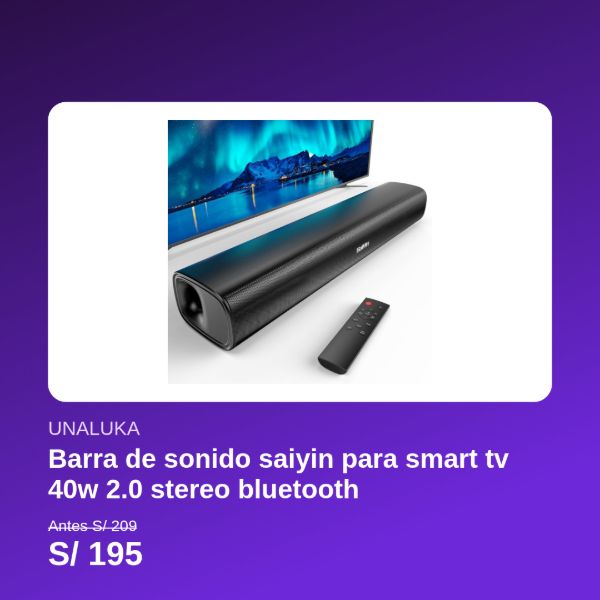 UNALUKA
Barra de sonido saiyin para smart tv
40w 2.0 stereo bluetooth
Antes S/ 209
S/ 195